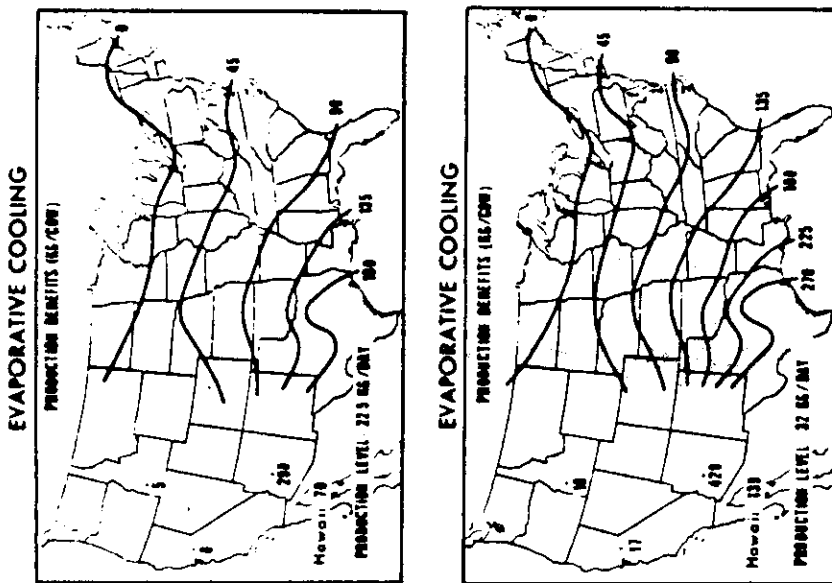 EVAPORATIVE COOLING
PRODUCTION BENEFITS (KG/COW)
0
45
90
135
180
5
8
290
Hawaii 70
PRODUCTION LEVEL 22.5 KG/DAY
EVAPORATIVE COOLING
PRODUCTION BENEFITS (KG/COW)
0
45
90
135
180
225
270
10
17
420
Hawaii 130
PRODUCTION LEVEL 32 KG/DAY